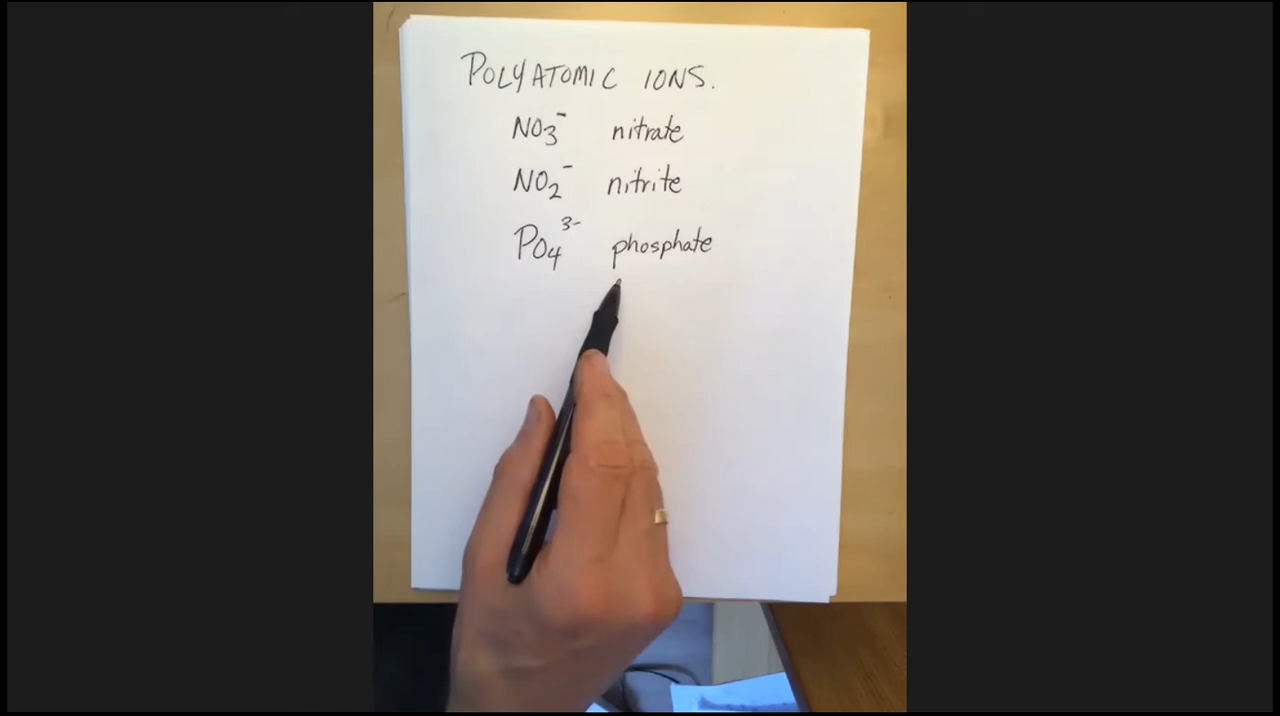 POLYATOMIC IONS.
NO₃⁻ nitrate
NO₂⁻ nitrite
PO₄³⁻ phosphate